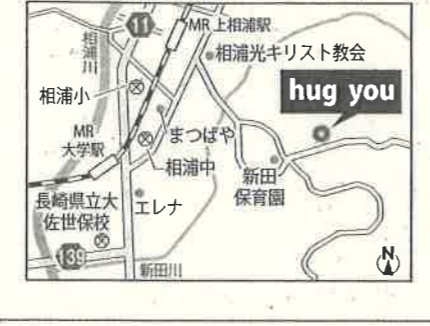 11
MR上相浦駅
相浦川
相浦光キリスト教会
相浦小
hug you
MR
大学駅
まつばや
相浦中
新田
保育園
長崎県立大
佐世保校
エレナ
139
新田川
N